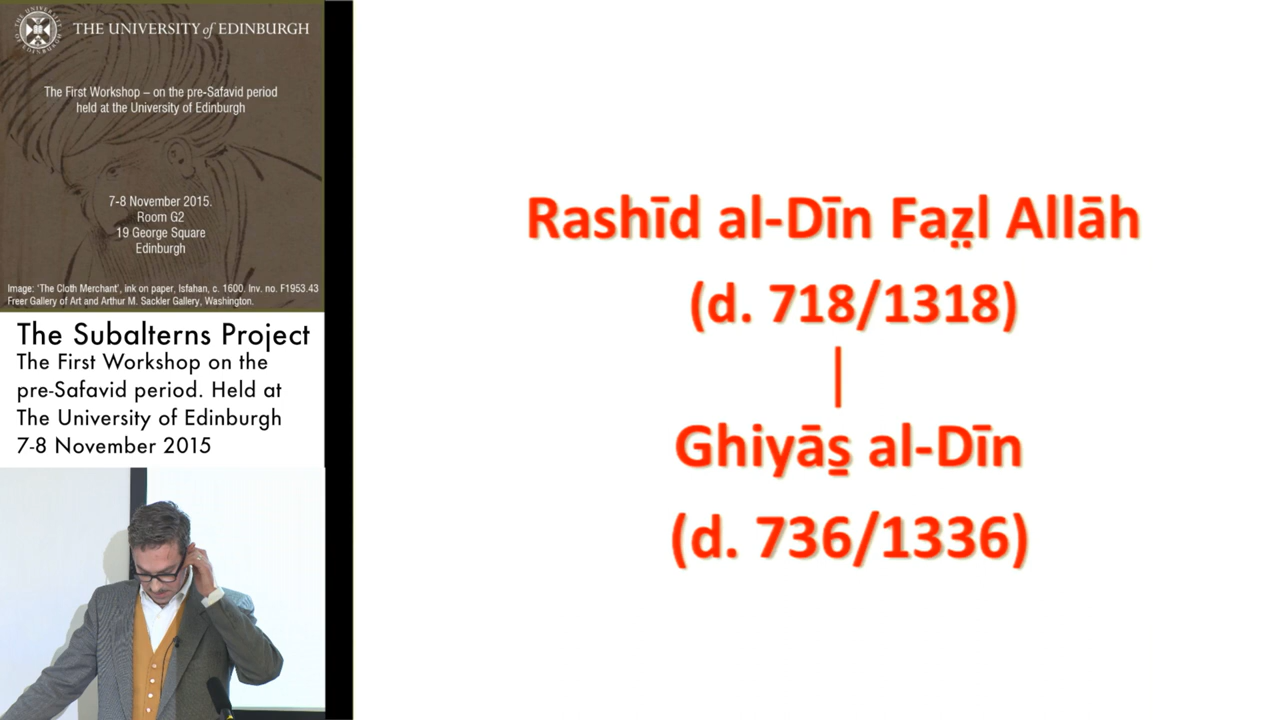 THE UNIVERSITY of EDINBURGH
The First Workshop – on the pre-Safavid period
held at the University of Edinburgh
7-8 November 2015.
Room G2
19 George Square
Edinburgh
Image: 'The Cloth Merchant', ink on paper, Isfahan, c. 1600. Inv. no. F1953.43
Freer Gallery of Art and Arthur M. Sackler Gallery, Washington.
The Subalterns Project
The First Workshop on the
pre-Safavid period. Held at
The University of Edinburgh
7-8 November 2015
Rashīd al-Dīn Faz̤l Allāh
(d. 718/1318)
Ghiyās̱ al-Dīn
(d. 736/1336)